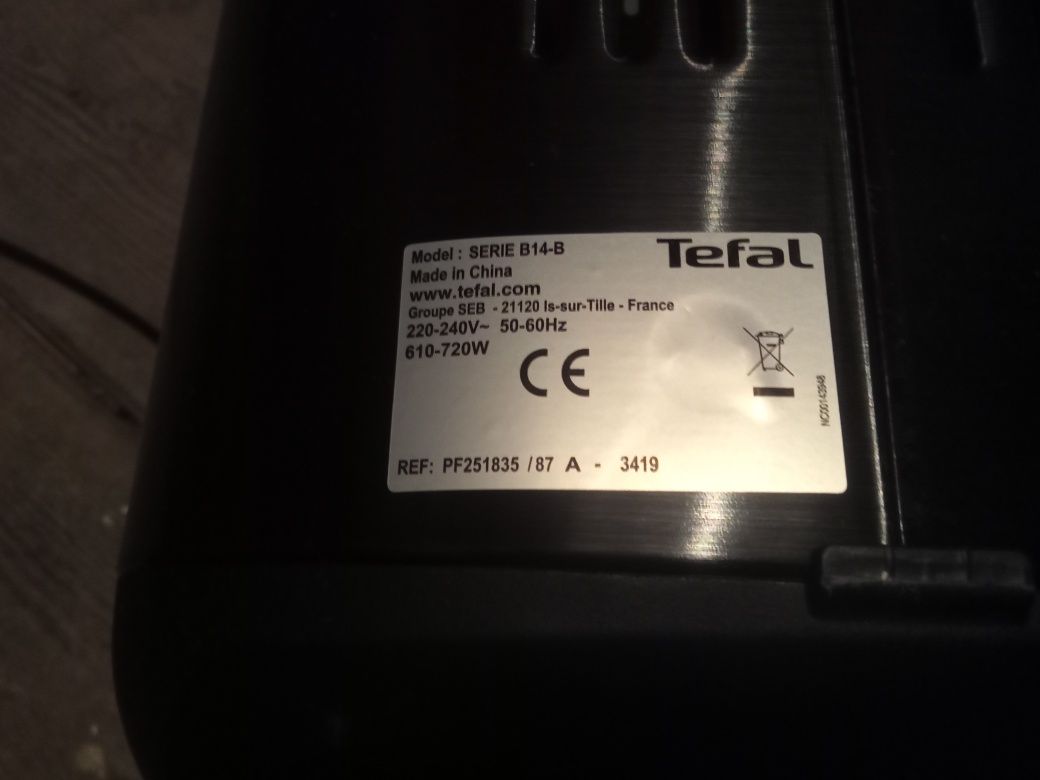 Tefal
Model : SERIE B14-B
Made in China
www.tefal.com
Groupe SEB - 21120 Is-sur-Tille - France
220-240V~ 50-60Hz
610-720W
CE
NC00143948
REF: PF251835 /87 A - 3419